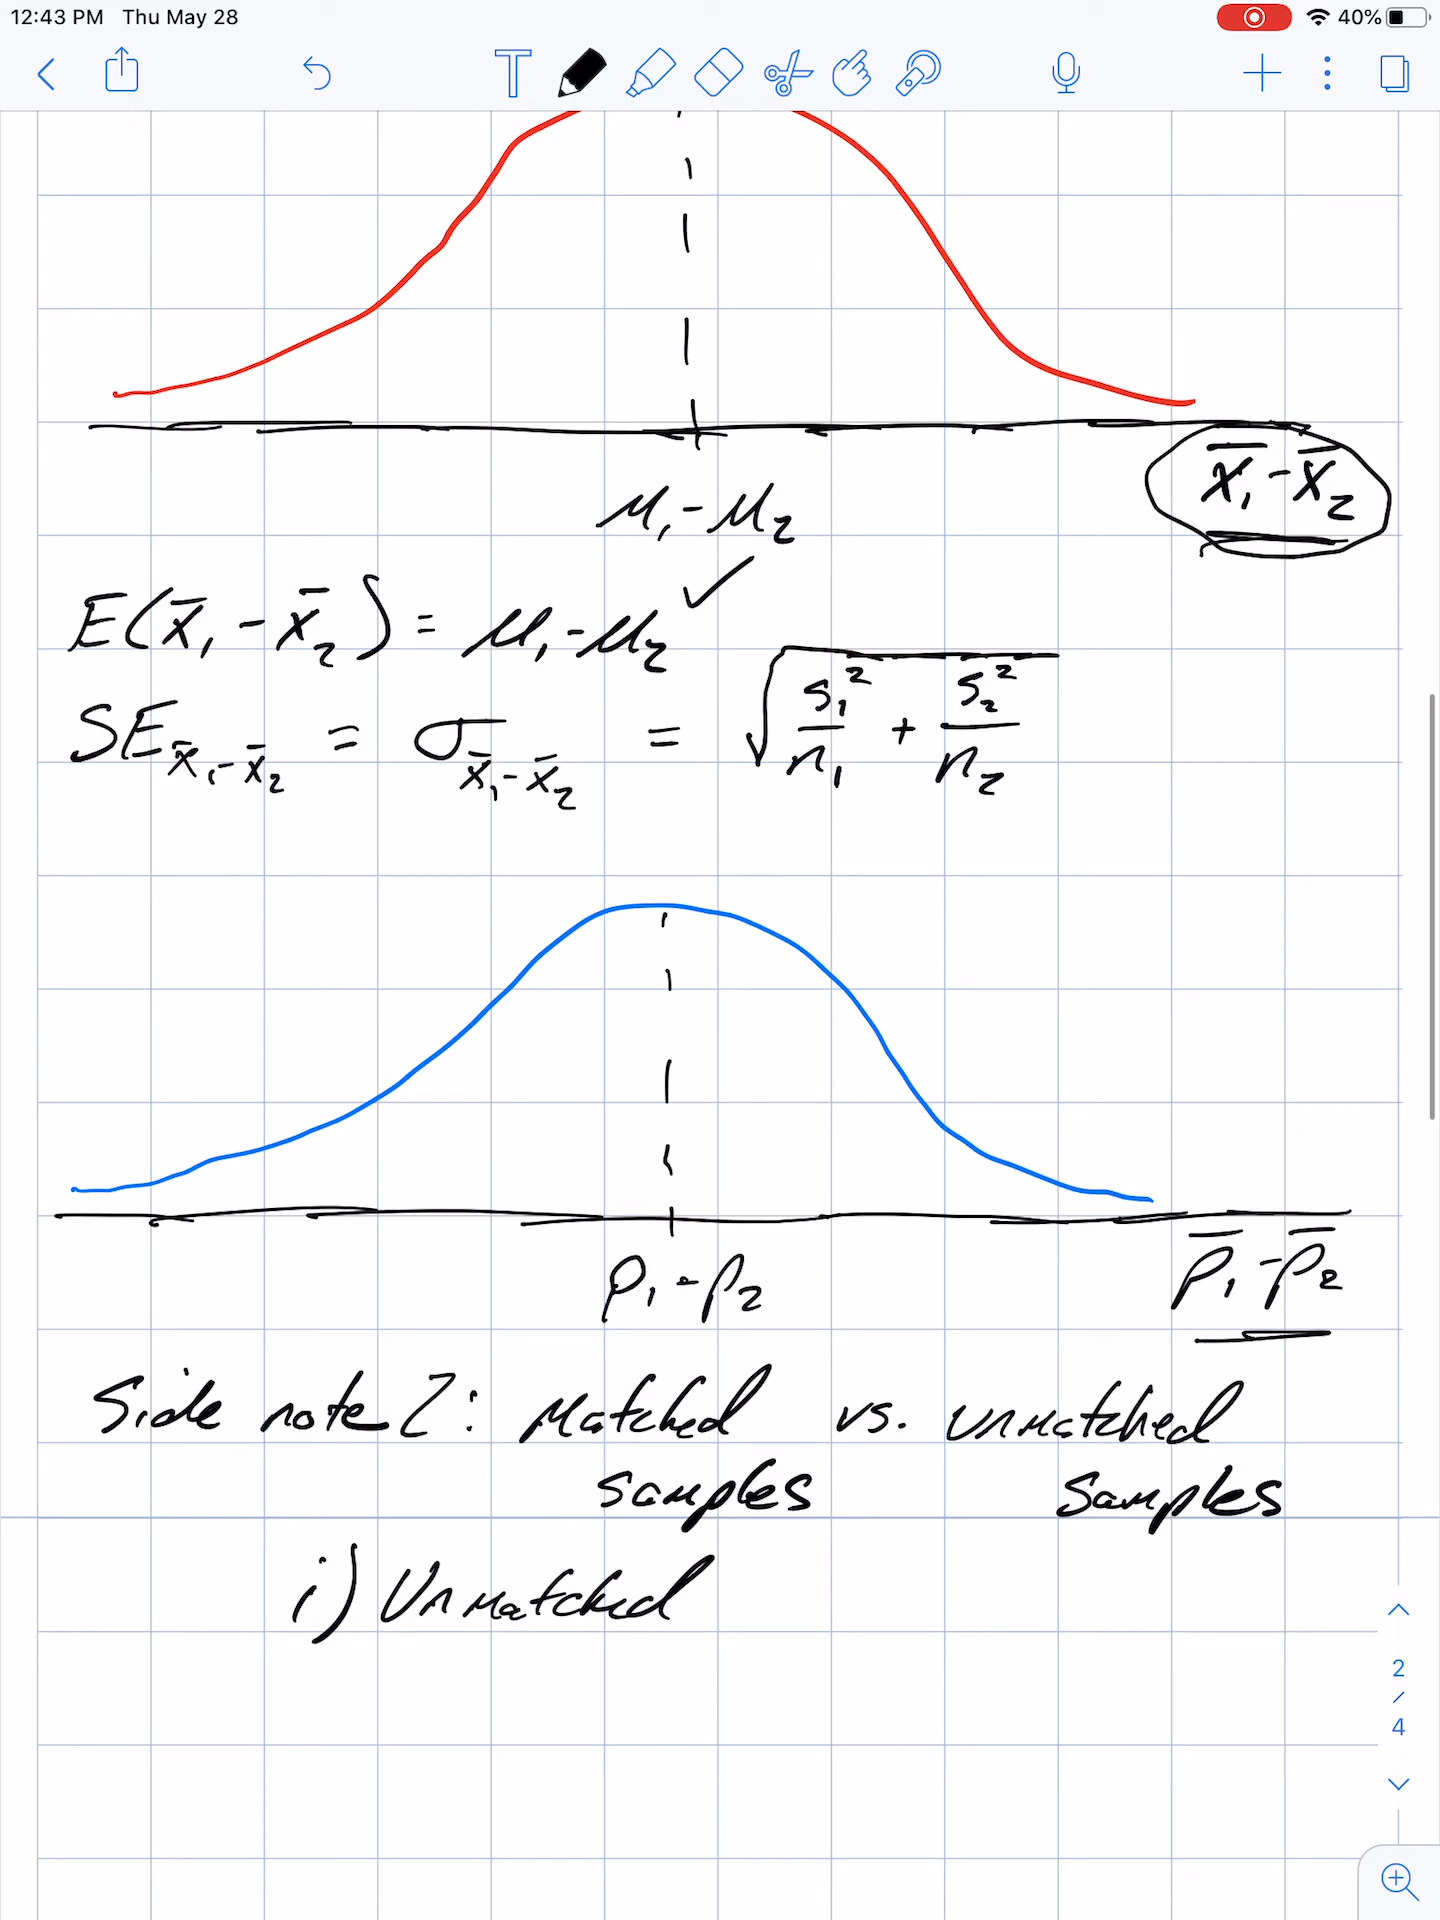 12:43 PM Thu May 28
40%
T
μ₁-μ₂
x̄₁-x̄₂
E(x̄₁-x̄₂) = μ₁-μ₂ ✓
SE x̄₁-x̄₂ = σ x̄₁-x̄₂ = √(s₁²/n₁ + s₂²/n₂)
p₁-p₂
p̄₁-p̄₂
Side note 2: Matched vs. unmatched
samples samples
i) Unmatched
2
/
4